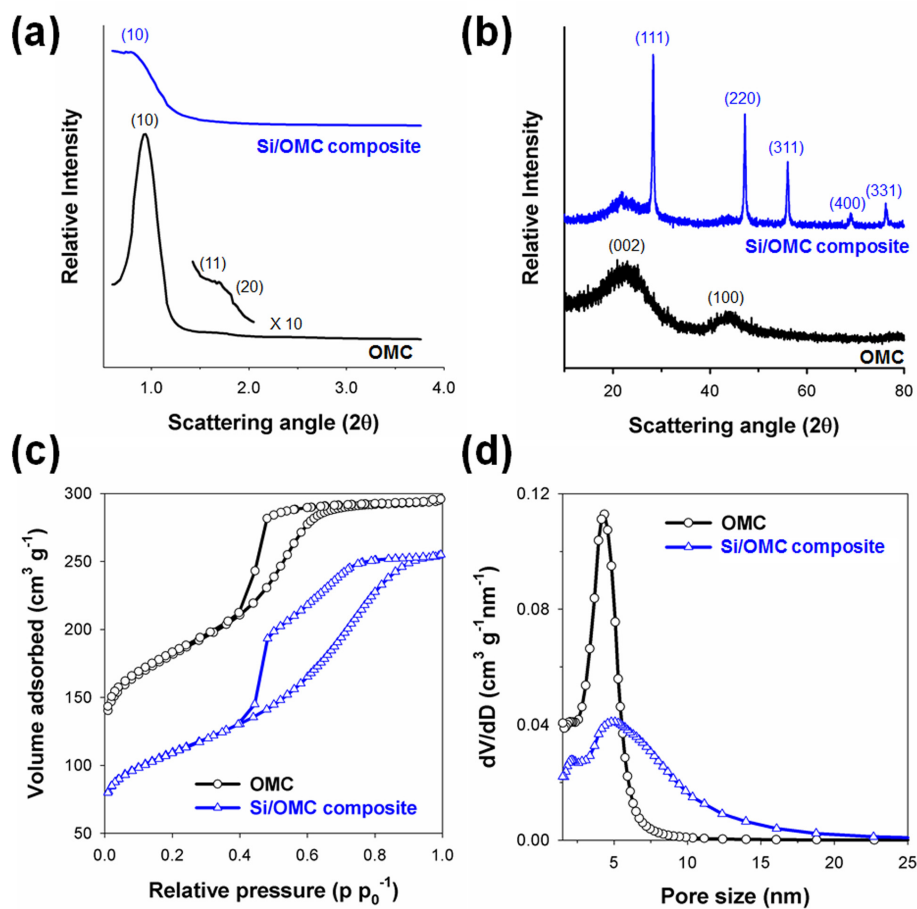 (a)
(10)
Si/OMC composite
(10)
(11)
(20)
X 10
OMC
Relative Intensity
1.0 2.0 3.0 4.0
Scattering angle (2θ)
(b)
(111)
(220)
(311)
(400)
(331)
Si/OMC composite
(002)
(100)
OMC
Relative Intensity
20 40 60 80
Scattering angle (2θ)
(c)
300
250
200
150
100
50
Volume adsorbed (cm³ g⁻¹)
OMC
Si/OMC composite
0.0 0.2 0.4 0.6 0.8 1.0
Relative pressure (p p₀⁻¹)
(d)
0.12
0.08
0.04
0.00
dV/dD (cm³ g⁻¹nm⁻¹)
OMC
Si/OMC composite
5 10 15 20 25
Pore size (nm)